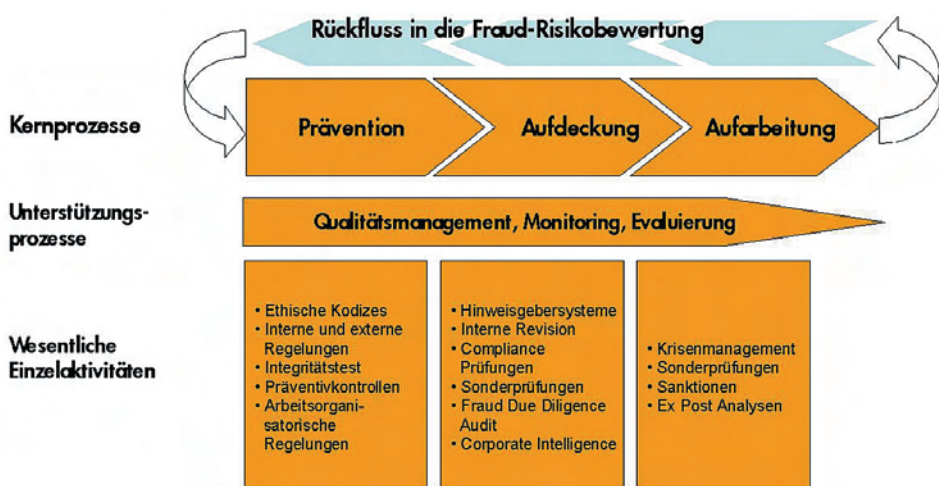 Rückfluss in die Fraud-Risikobewertung
Kernprozesse
Prävention
Aufdeckung
Aufarbeitung
Unterstützungs-
prozesse
Qualitätsmanagement, Monitoring, Evaluierung
Wesentliche
Einzelaktivitäten
• Ethische Kodizes
• Interne und externe
Regelungen
• Integritätstest
• Präventivkontrollen
• Arbeitsorgani-
satorische
Regelungen
• Hinweisgebersysteme
• Interne Revision
• Compliance
Prüfungen
• Sonderprüfungen
• Fraud Due Diligence
Audit
• Corporate Intelligence
• Krisenmanagement
• Sonderprüfungen
• Sanktionen
• Ex Post Analysen